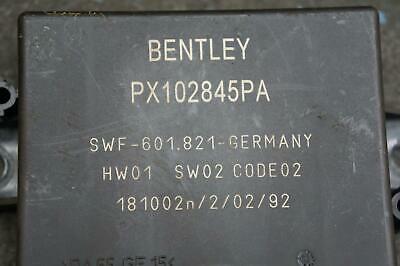 BENTLEY
PX102845PA
SWF-601.821-GERMANY
HW01 SW02 CODE02
181002n/2/02/92